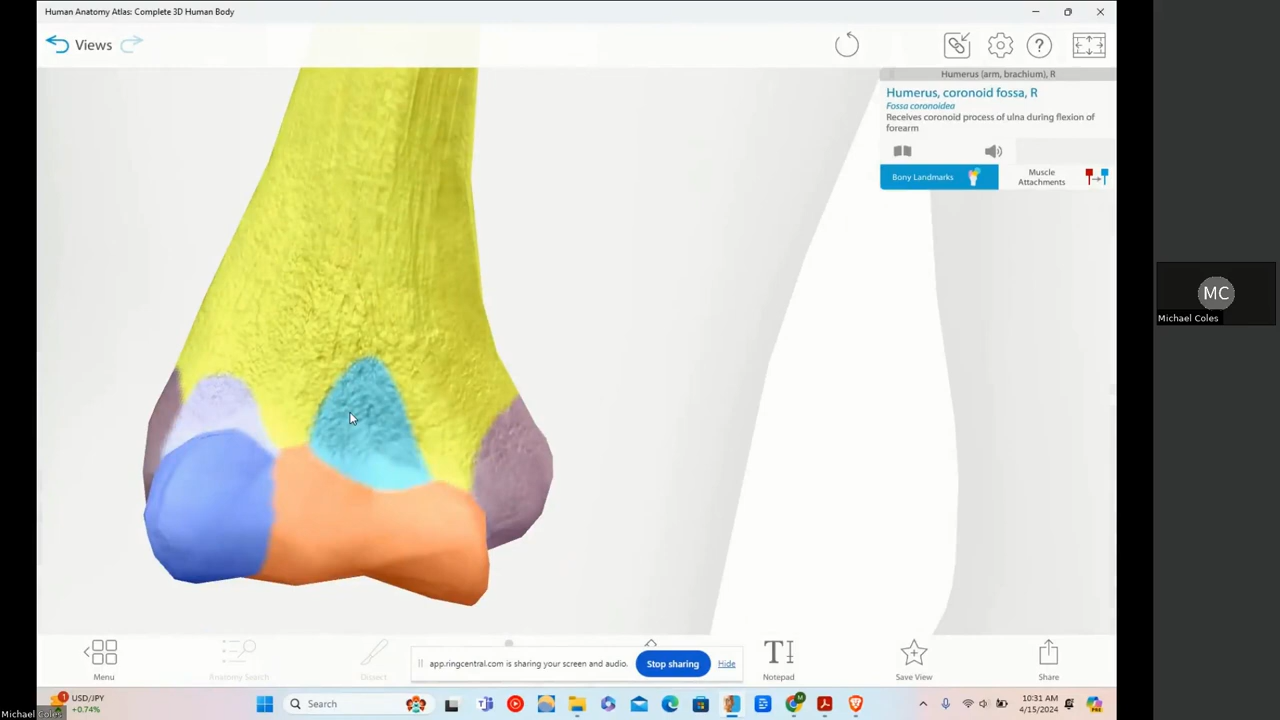 Human Anatomy Atlas: Complete 3D Human Body
Views
?
Humerus (arm, brachium), R
Humerus, coronoid fossa, R
Fossa coronoidea
Receives coronoid process of ulna during flexion of
forearm
Bony Landmarks
Muscle
Attachments
MC
Michael Coles
Menu
Anatomy Search
Dissect
app.ringcentral.com is sharing your screen and audio.
Stop sharing
Hide
Notepad
Save View
Share
1
USD/JPY
+0.74%
Search
10:31 AM
4/15/2024
Michael Coles